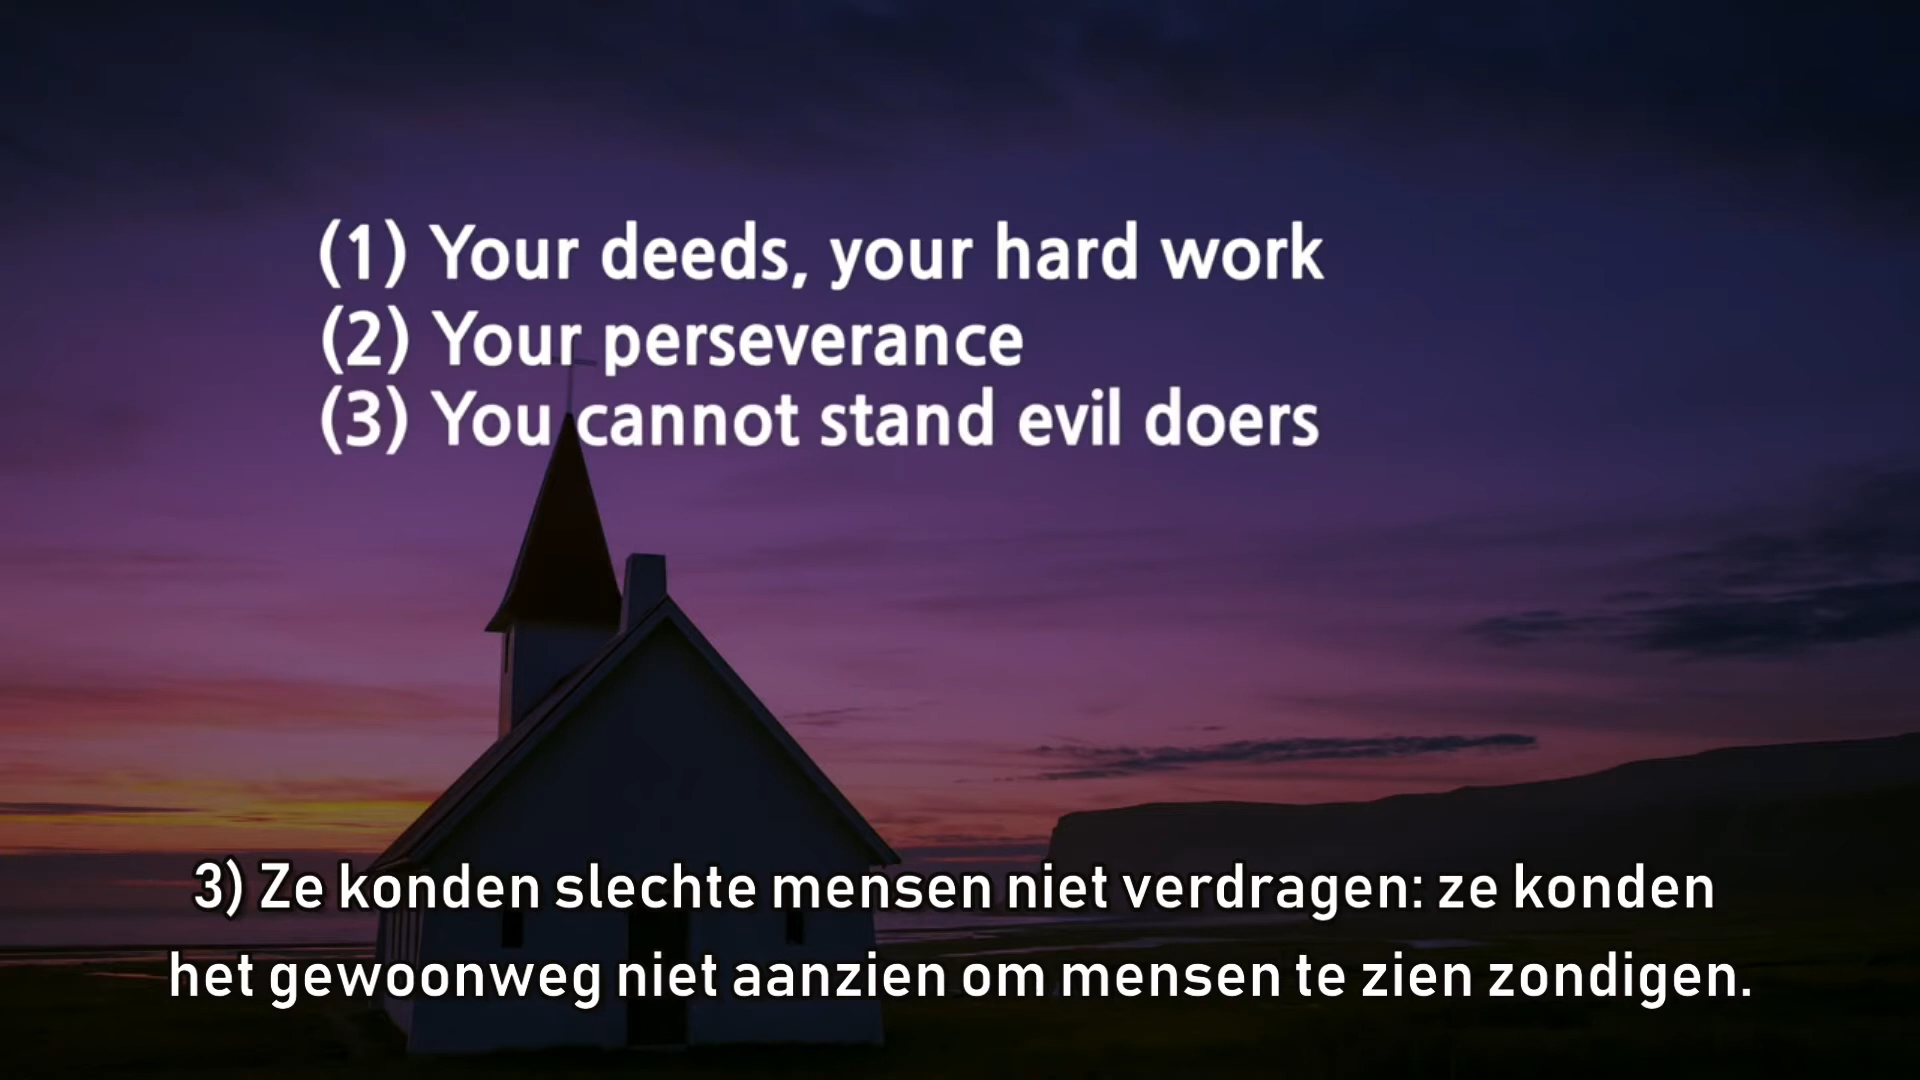 (1) Your deeds, your hard work
(2) Your perseverance
(3) You cannot stand evil doers
3) Ze konden slechte mensen niet verdragen: ze konden
het gewoonweg niet aanzien om mensen te zien zondigen.